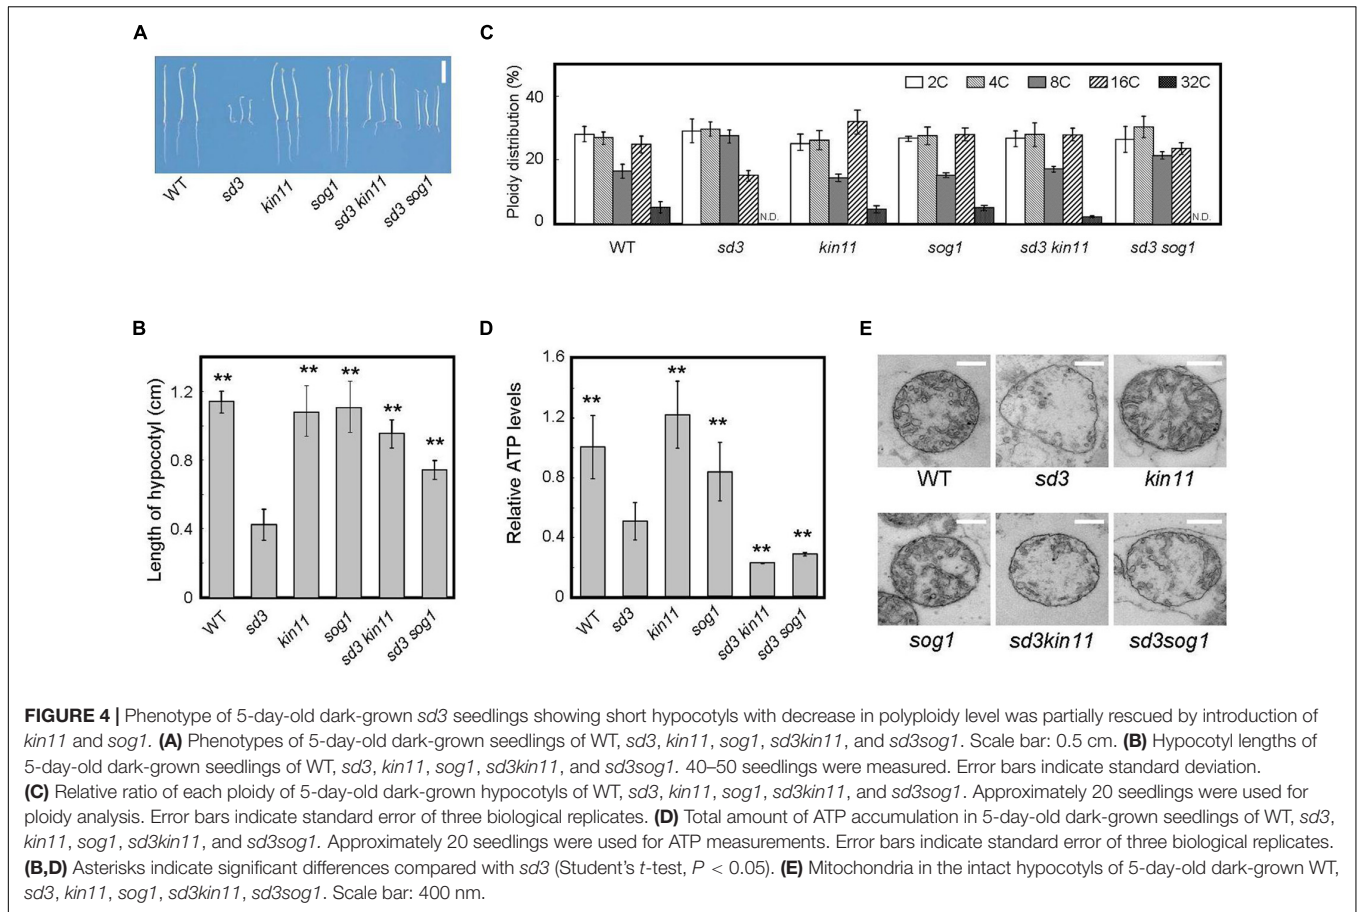 A
WT
sd3
kin11
sog1
sd3 kin11
sd3 sog1
C
Ploidy distribution (%)
40
20
0
2C 4C 8C 16C 32C
N.D.
N.D.
WT sd3 kin11 sog1 sd3 kin11 sd3 sog1
B
Length of hypocotyl (cm)
1.2
0.8
0.4
0
** ** ** ** **
WT sd3 kin11 sog1 sd3 kin11 sd3 sog1
D
Relative ATP levels
1.6
1.2
0.8
0.4
0
** ** ** ** **
WT sd3 kin11 sog1 sd3 kin11 sd3 sog1
E
WT sd3 kin11
sog1 sd3kin11 sd3sog1
FIGURE 4 | Phenotype of 5-day-old dark-grown sd3 seedlings showing short hypocotyls with decrease in polyploidy level was partially rescued by introduction of
kin11 and sog1. (A) Phenotypes of 5-day-old dark-grown seedlings of WT, sd3, kin11, sog1, sd3kin11, and sd3sog1. Scale bar: 0.5 cm. (B) Hypocotyl lengths of
5-day-old dark-grown seedlings of WT, sd3, kin11, sog1, sd3kin11, and sd3sog1. 40–50 seedlings were measured. Error bars indicate standard deviation.
(C) Relative ratio of each ploidy of 5-day-old dark-grown hypocotyls of WT, sd3, kin11, sog1, sd3kin11, and sd3sog1. Approximately 20 seedlings were used for
ploidy analysis. Error bars indicate standard error of three biological replicates. (D) Total amount of ATP accumulation in 5-day-old dark-grown seedlings of WT, sd3,
kin11, sog1, sd3kin11, and sd3sog1. Approximately 20 seedlings were used for ATP measurements. Error bars indicate standard error of three biological replicates.
(B,D) Asterisks indicate significant differences compared with sd3 (Student's t-test, P < 0.05). (E) Mitochondria in the intact hypocotyls of 5-day-old dark-grown WT,
sd3, kin11, sog1, sd3kin11, sd3sog1. Scale bar: 400 nm.